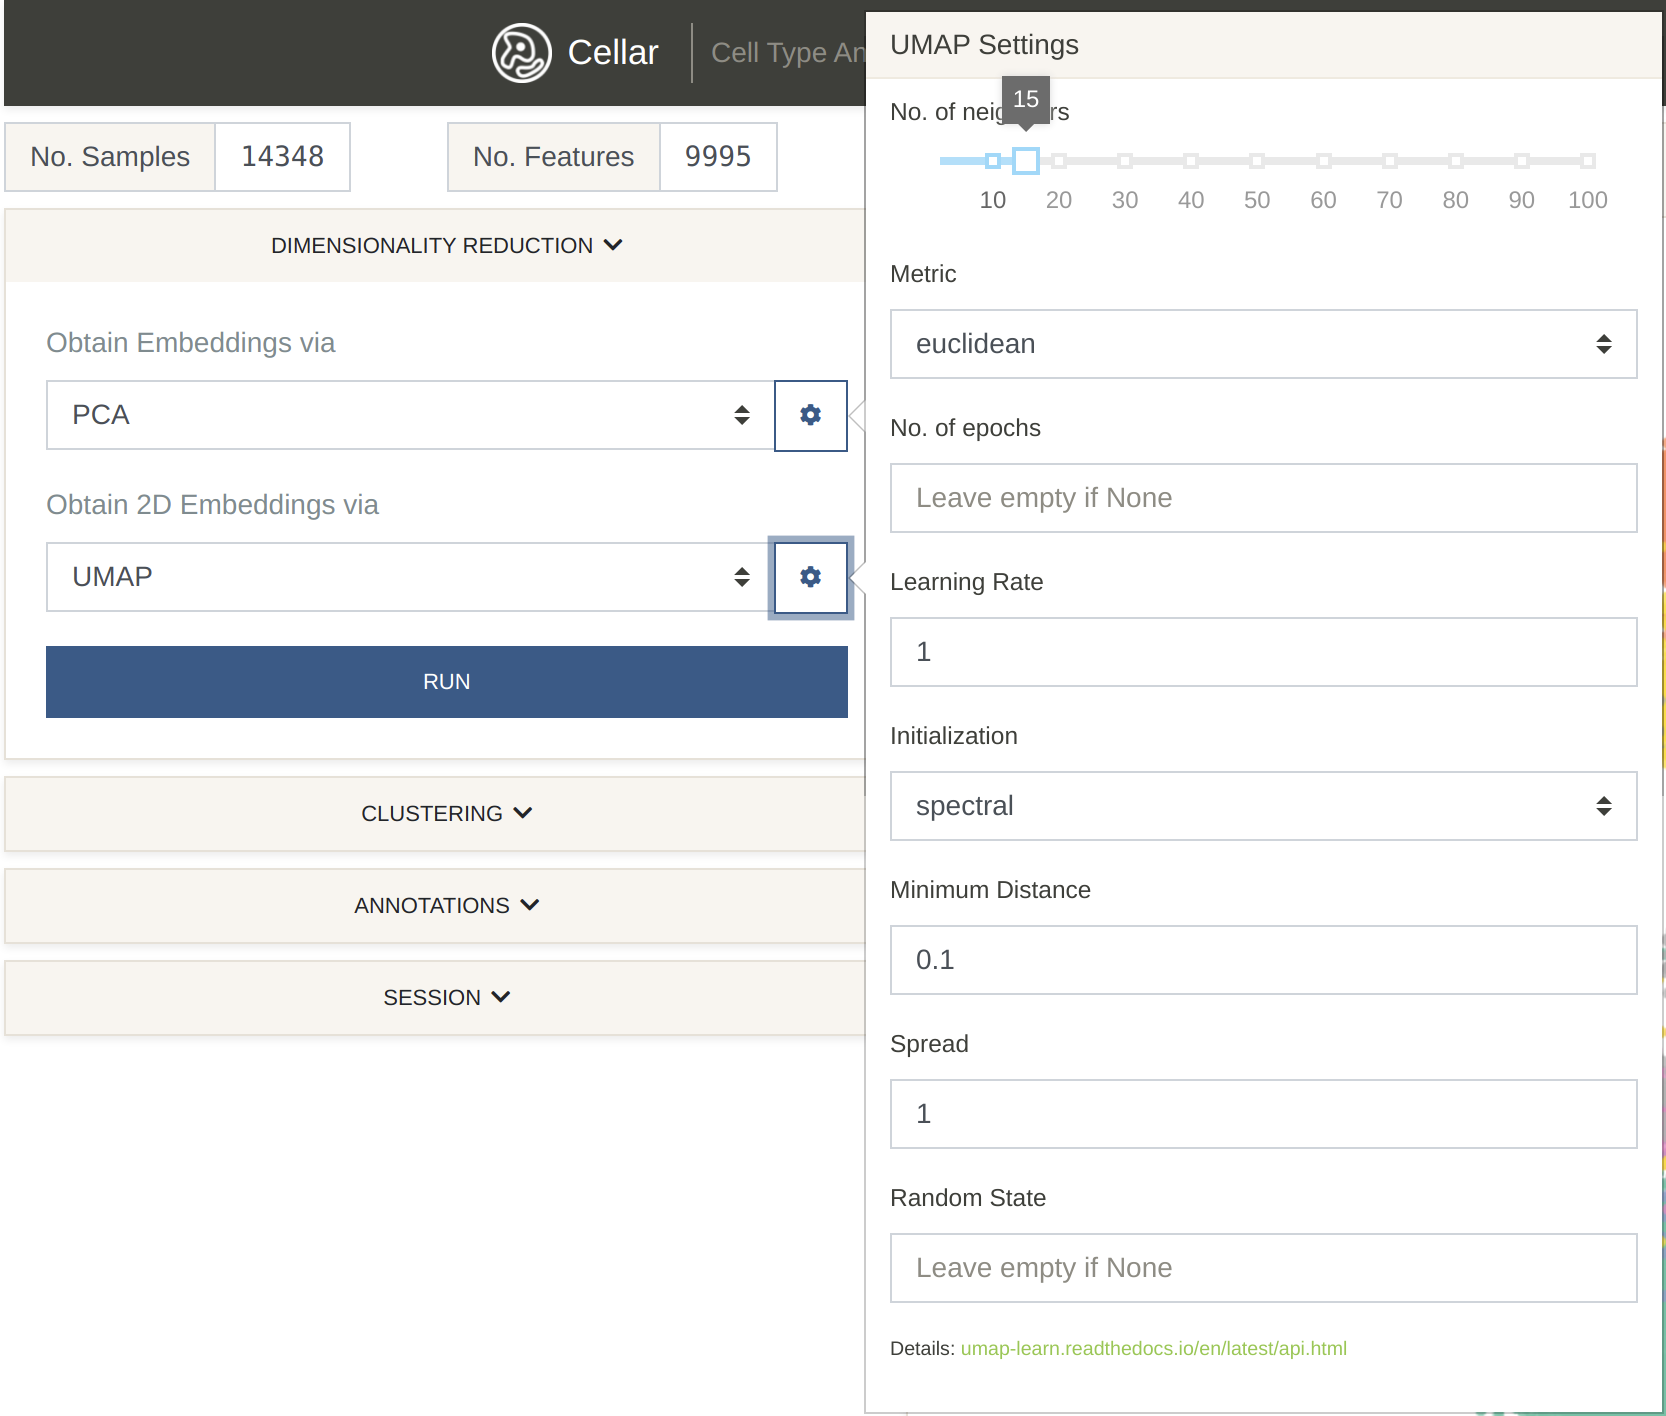 Cellar
Cell Type An
No. Samples 14348
No. Features 9995
DIMENSIONALITY REDUCTION
Obtain Embeddings via
PCA
Obtain 2D Embeddings via
UMAP
RUN
CLUSTERING
ANNOTATIONS
SESSION
UMAP Settings
15
No. of neig rs
10 20 30 40 50 60 70 80 90 100
Metric
euclidean
No. of epochs
Leave empty if None
Learning Rate
1
Initialization
spectral
Minimum Distance
0.1
Spread
1
Random State
Leave empty if None
Details: umap-learn.readthedocs.io/en/latest/api.html